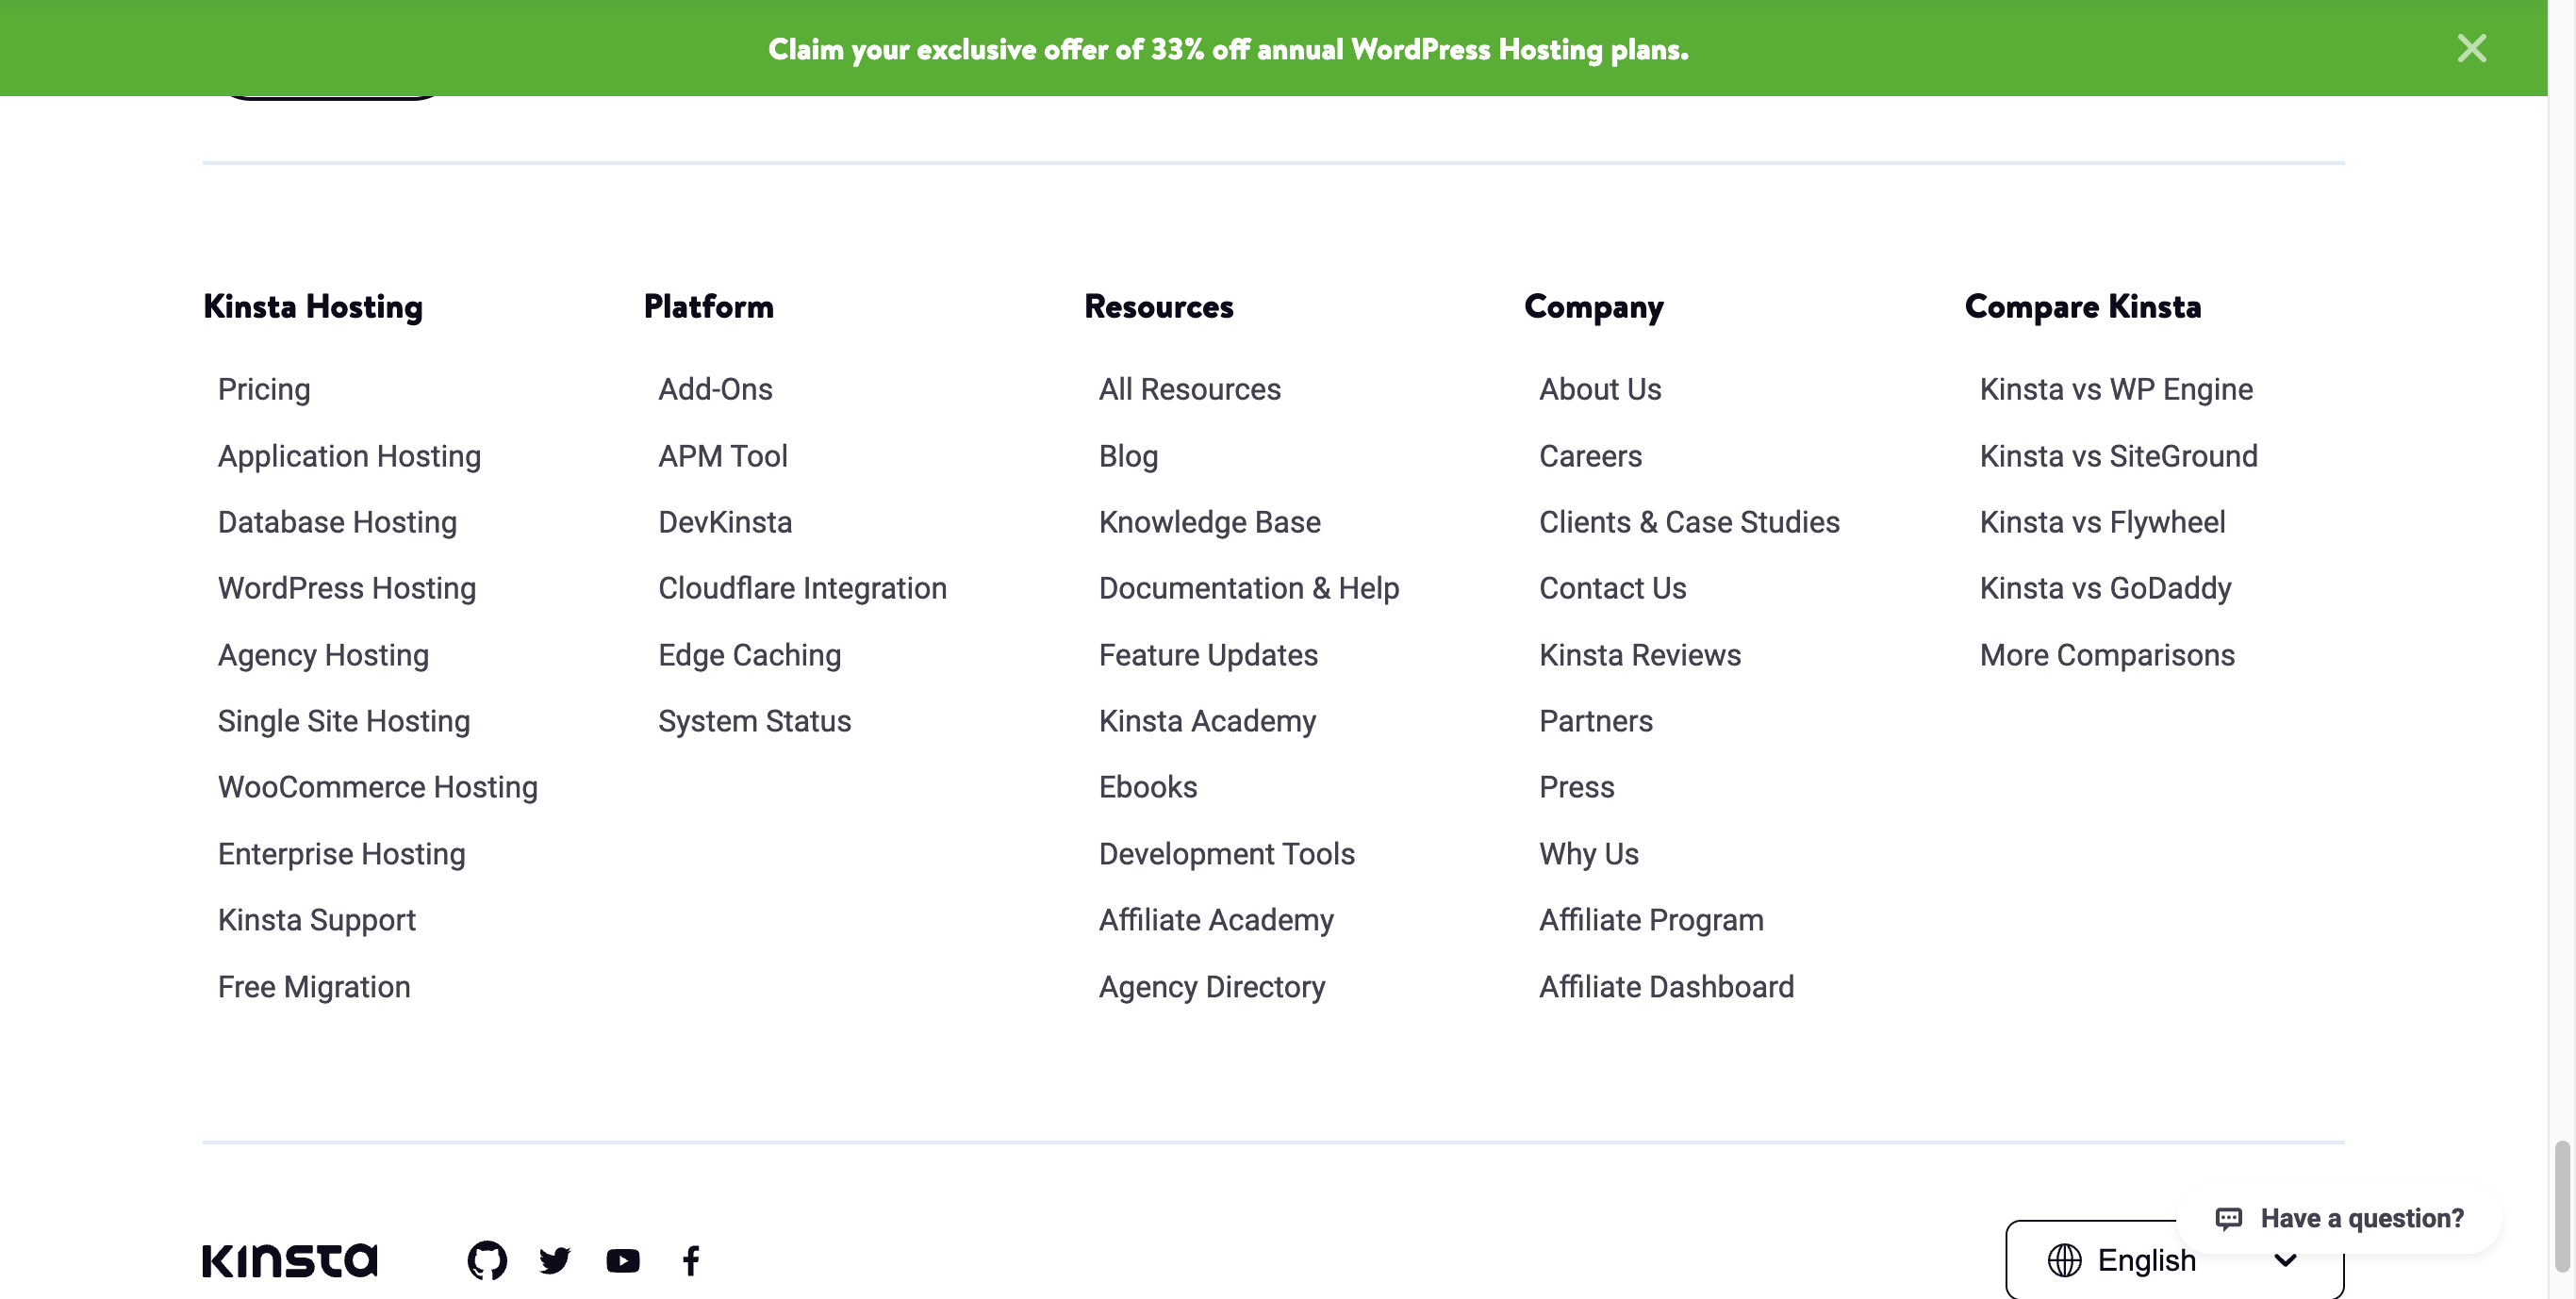 Claim your exclusive offer of 33% off annual WordPress Hosting plans.
Kinsta Hosting
Pricing
Application Hosting
Database Hosting
WordPress Hosting
Agency Hosting
Single Site Hosting
WooCommerce Hosting
Enterprise Hosting
Kinsta Support
Free Migration
Platform
Add-Ons
APM Tool
DevKinsta
Cloudflare Integration
Edge Caching
System Status
Resources
All Resources
Blog
Knowledge Base
Documentation & Help
Feature Updates
Kinsta Academy
Ebooks
Development Tools
Affiliate Academy
Agency Directory
Company
About Us
Careers
Clients & Case Studies
Contact Us
Kinsta Reviews
Partners
Press
Why Us
Affiliate Program
Affiliate Dashboard
Compare Kinsta
Kinsta vs WP Engine
Kinsta vs SiteGround
Kinsta vs Flywheel
Kinsta vs GoDaddy
More Comparisons
Kinsta
Have a question?
English